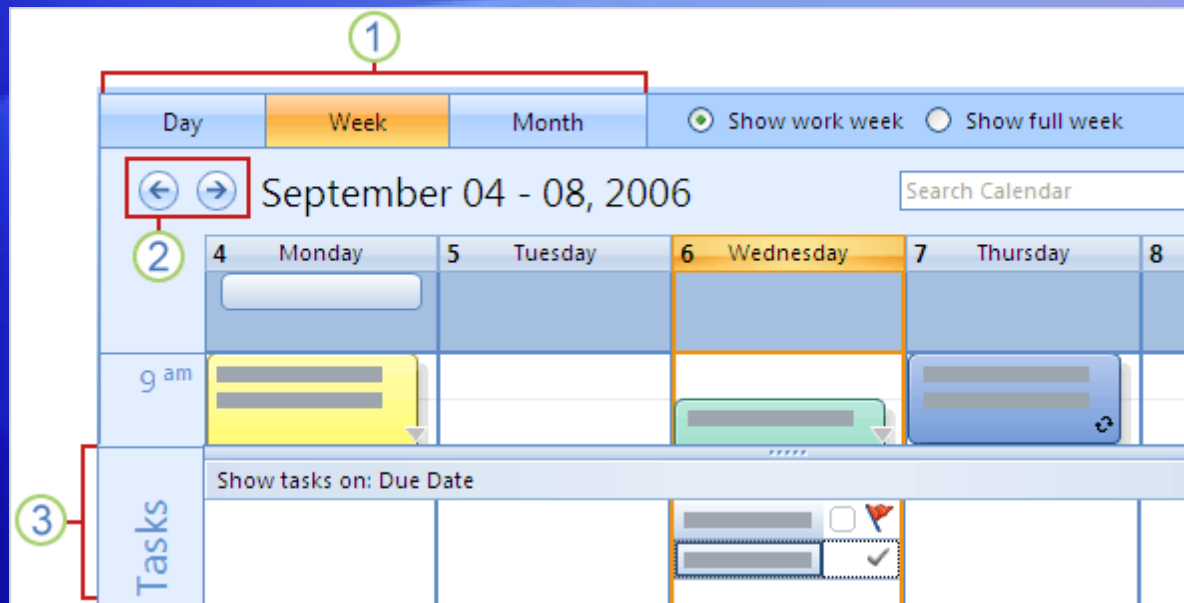 1
Day Week Month Show work week Show full week
September 04 - 08, 2006 Search Calendar
2
4 Monday 5 Tuesday 6 Wednesday 7 Thursday 8
9 am
Show tasks on: Due Date
3
Tasks